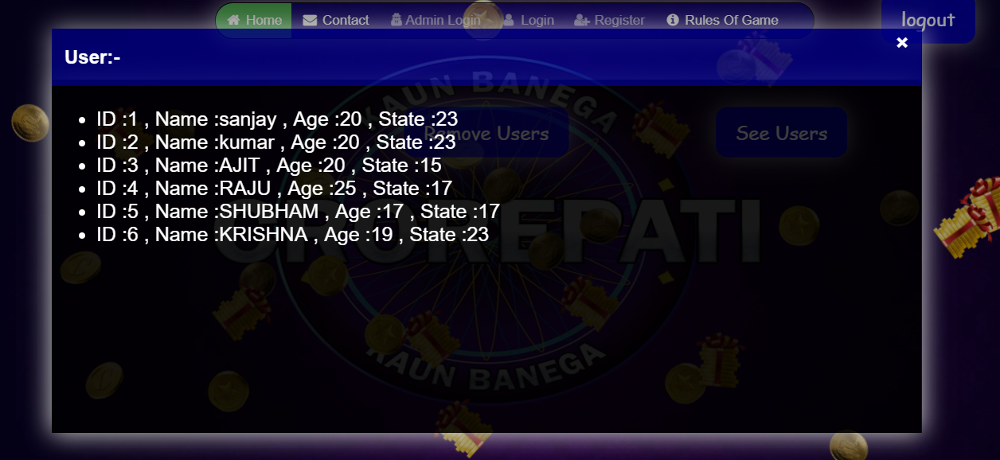 Home Contact Admin Login Login Register Rules Of Game
logout
×
User:-
KAUN BANEGA
Remove Users
See Users
ID :1 , Name :sanjay , Age :20 , State :23
ID :2 , Name :kumar , Age :20 , State :23
ID :3 , Name :AJIT , Age :20 , State :15
ID :4 , Name :RAJU , Age :25 , State :17
ID :5 , Name :SHUBHAM , Age :17 , State :17
ID :6 , Name :KRISHNA , Age :19 , State :23
CROREPATI
KAUN BANEGA